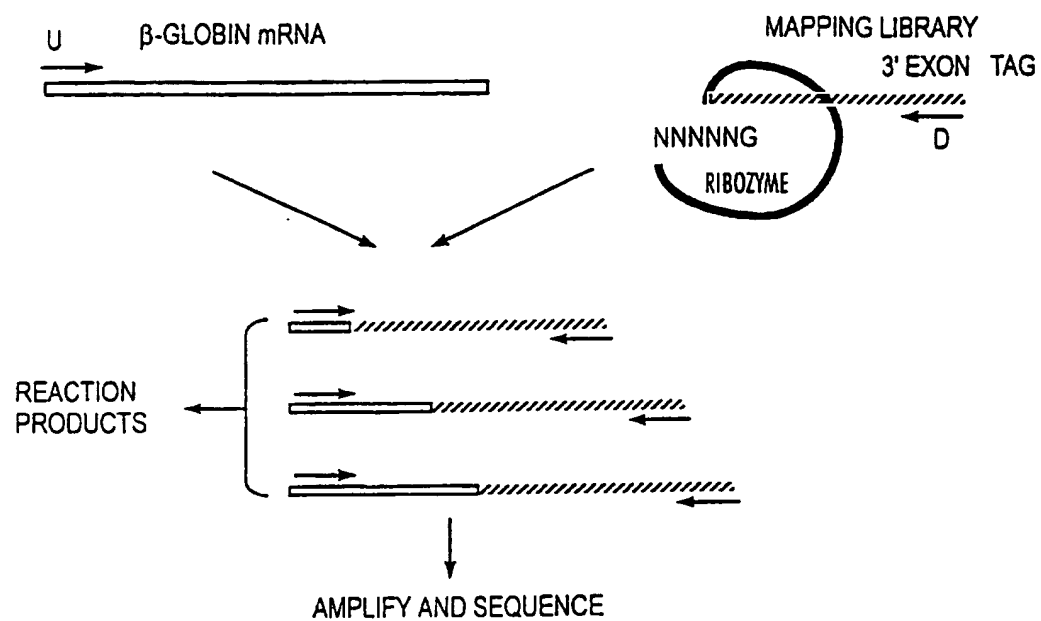 U
β-GLOBIN mRNA
MAPPING LIBRARY
3' EXON TAG
D
NNNNNG
RIBOZYME
REACTION
PRODUCTS
AMPLIFY AND SEQUENCE